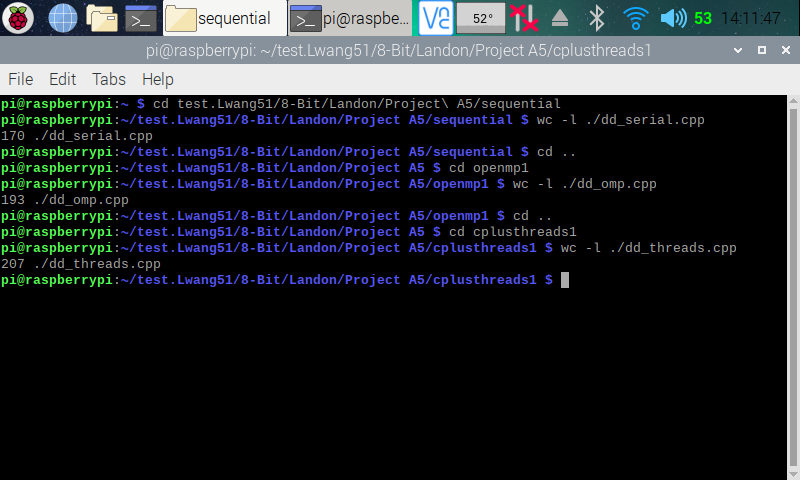 sequential pi@raspbe... 52° 53 14:11:47
pi@raspberrypi: ~/test.Lwang51/8-Bit/Landon/Project A5/cplusthreads1
File Edit Tabs Help
pi@raspberrypi:~ $ cd test.Lwang51/8-Bit/Landon/Project\ A5/sequential
pi@raspberrypi:~/test.Lwang51/8-Bit/Landon/Project A5/sequential $ wc -l ./dd_serial.cpp
170 ./dd_serial.cpp
pi@raspberrypi:~/test.Lwang51/8-Bit/Landon/Project A5/sequential $ cd ..
pi@raspberrypi:~/test.Lwang51/8-Bit/Landon/Project A5 $ cd openmp1
pi@raspberrypi:~/test.Lwang51/8-Bit/Landon/Project A5/openmp1 $ wc -l ./dd_omp.cpp
193 ./dd_omp.cpp
pi@raspberrypi:~/test.Lwang51/8-Bit/Landon/Project A5/openmp1 $ cd ..
pi@raspberrypi:~/test.Lwang51/8-Bit/Landon/Project A5 $ cd cplusthreads1
pi@raspberrypi:~/test.Lwang51/8-Bit/Landon/Project A5/cplusthreads1 $ wc -l ./dd_threads.cpp
207 ./dd_threads.cpp
pi@raspberrypi:~/test.Lwang51/8-Bit/Landon/Project A5/cplusthreads1 $